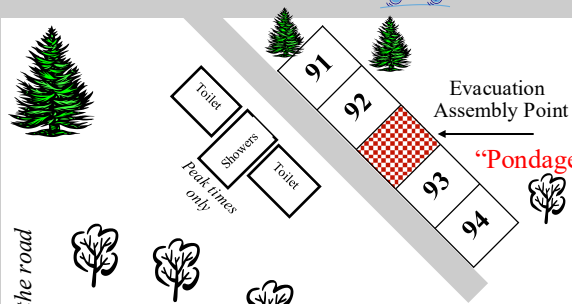 91
92
93
94
Toilet
Showers
Toilet
Peak times
only
Evacuation
Assembly Point
“Pondage
the road